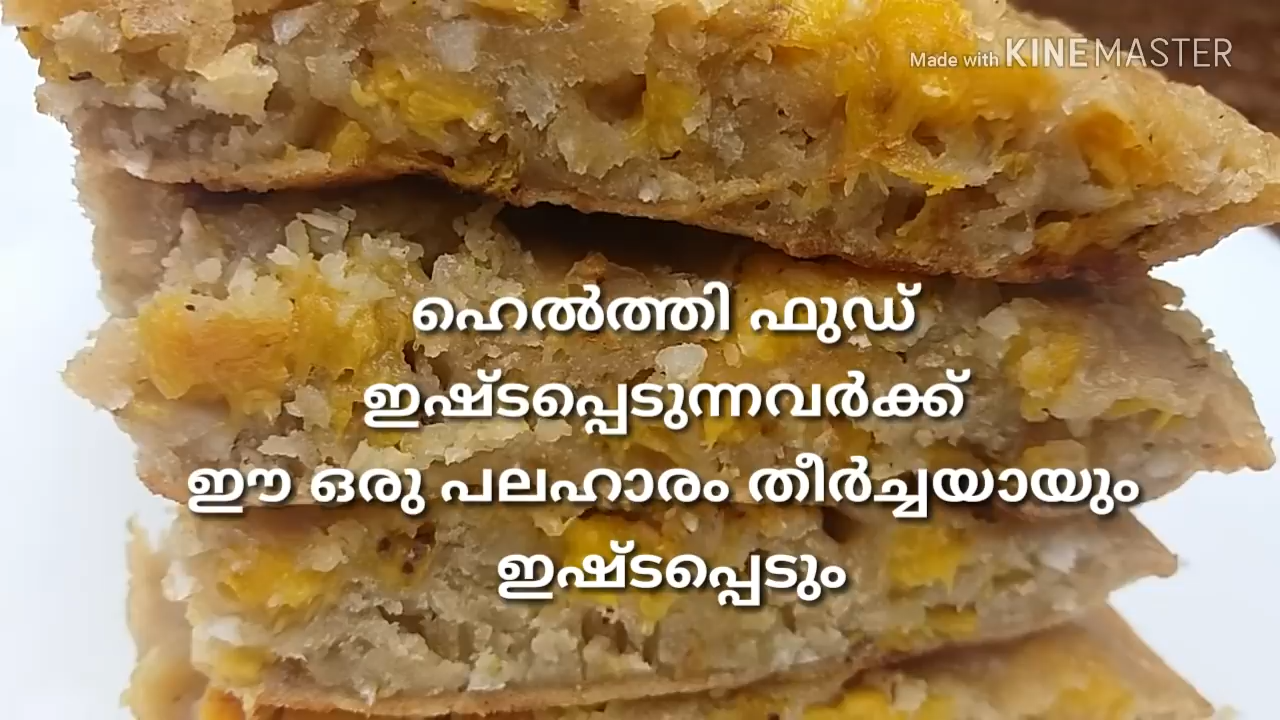 Made with KINEMASTER
ഹെൽത്തി ഫുഡ്
ഇഷ്ടപ്പെടുന്നവർക്ക്
ഈ ഒരു പലഹാരം തീർച്ചയായും
ഇഷ്ടപ്പെടും